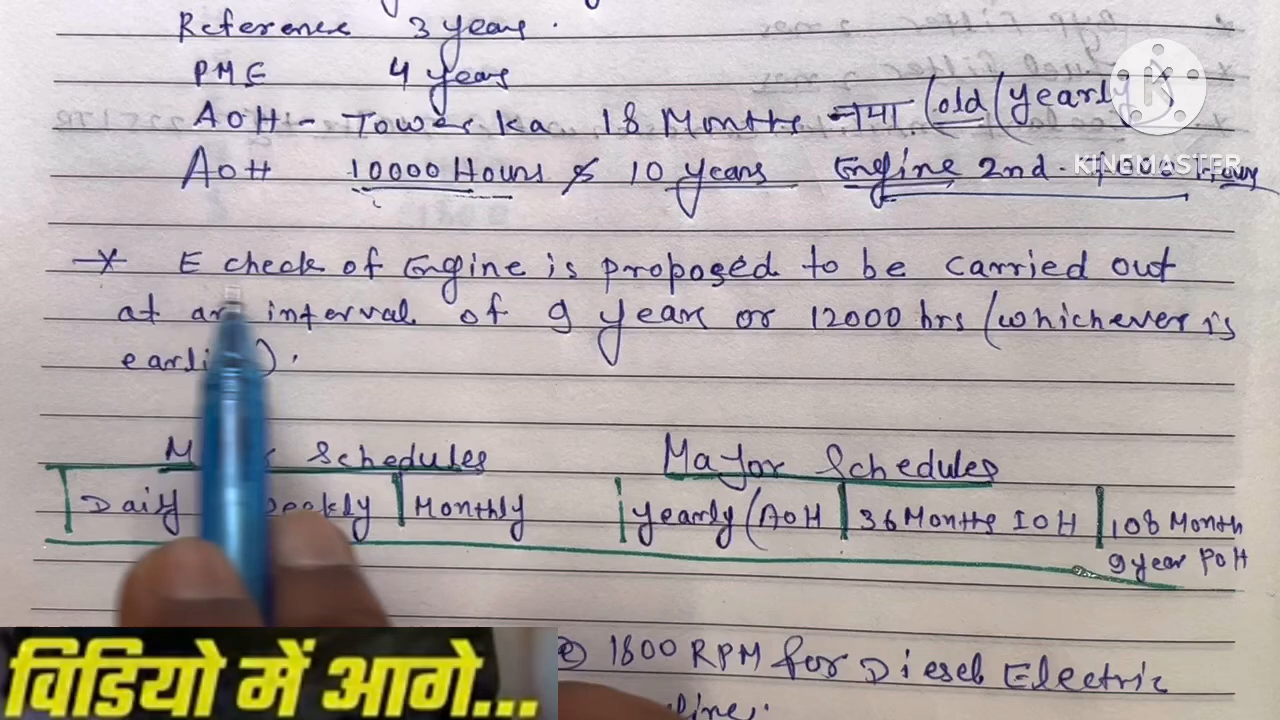 Reference 3 years.
PME 4 years
AOH - Tower ka 18 Months नया (old (yearly)
KINEMASTER
AOH 10000 Hours & 10 years Engine 2nd.
* E check of Engine is proposed to be carried out
at an interval of 9 years or 12000 hrs (whichever is
earlier).
Schedules Major Schedules
Daily Weekly Monthly yearly (AOH 36 Months IOH 108 Month
9 year POH
1800 RPM for Diesel Electric
विडियो में आगे...